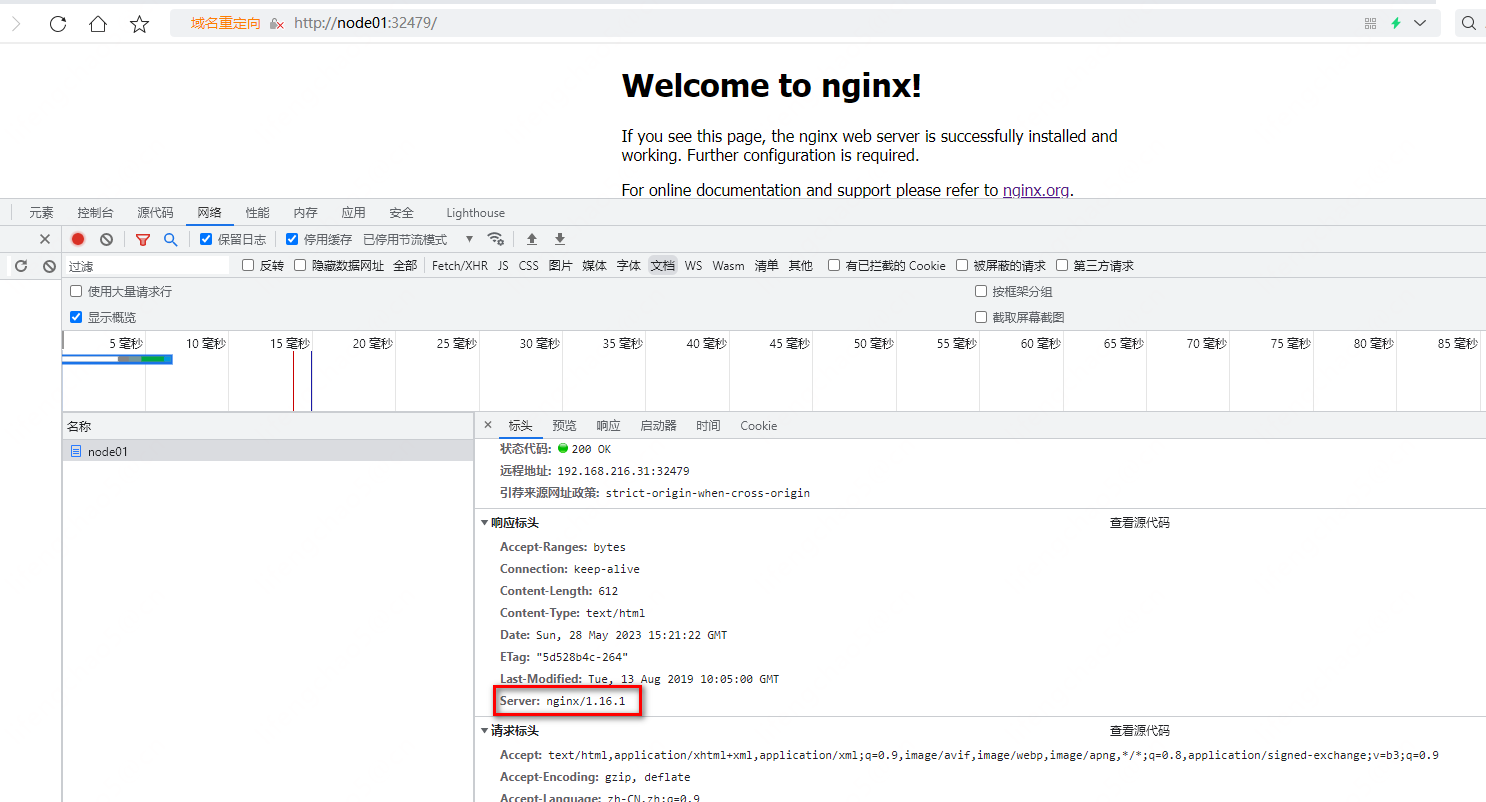 域名重定向 http://node01:32479/
Welcome to nginx!
If you see this page, the nginx web server is successfully installed and
working. Further configuration is required.
For online documentation and support please refer to nginx.org.
元素 控制台 源代码 网络 性能 内存 应用 安全 Lighthouse
保留日志 停用缓存 已停用节流模式
过滤 反转 隐藏数据网址 全部 Fetch/XHR JS CSS 图片 媒体 字体 文档 WS Wasm 清单 其他 有已拦截的 Cookie 被屏蔽的请求 第三方请求
使用大量请求行 按框架分组
显示概览 截取屏幕截图
5 毫秒 10 毫秒 15 毫秒 20 毫秒 25 毫秒 30 毫秒 35 毫秒 40 毫秒 45 毫秒 50 毫秒 55 毫秒 60 毫秒 65 毫秒 70 毫秒 75 毫秒 80 毫秒 85 毫秒
名称
node01
标头 预览 响应 启动器 时间 Cookie
状态代码: 200 OK
远程地址: 192.168.216.31:32479
引荐来源网址政策: strict-origin-when-cross-origin
响应标头 查看源代码
Accept-Ranges: bytes
Connection: keep-alive
Content-Length: 612
Content-Type: text/html
Date: Sun, 28 May 2023 15:21:22 GMT
ETag: "5d528b4c-264"
Last-Modified: Tue, 13 Aug 2019 10:05:00 GMT
Server: nginx/1.16.1
请求标头 查看源代码
Accept: text/html,application/xhtml+xml,application/xml;q=0.9,image/avif,image/webp,image/apng,*/*;q=0.8,application/signed-exchange;v=b3;q=0.9
Accept-Encoding: gzip, deflate
Accept-Language: zh-CN,zh;q=0.9